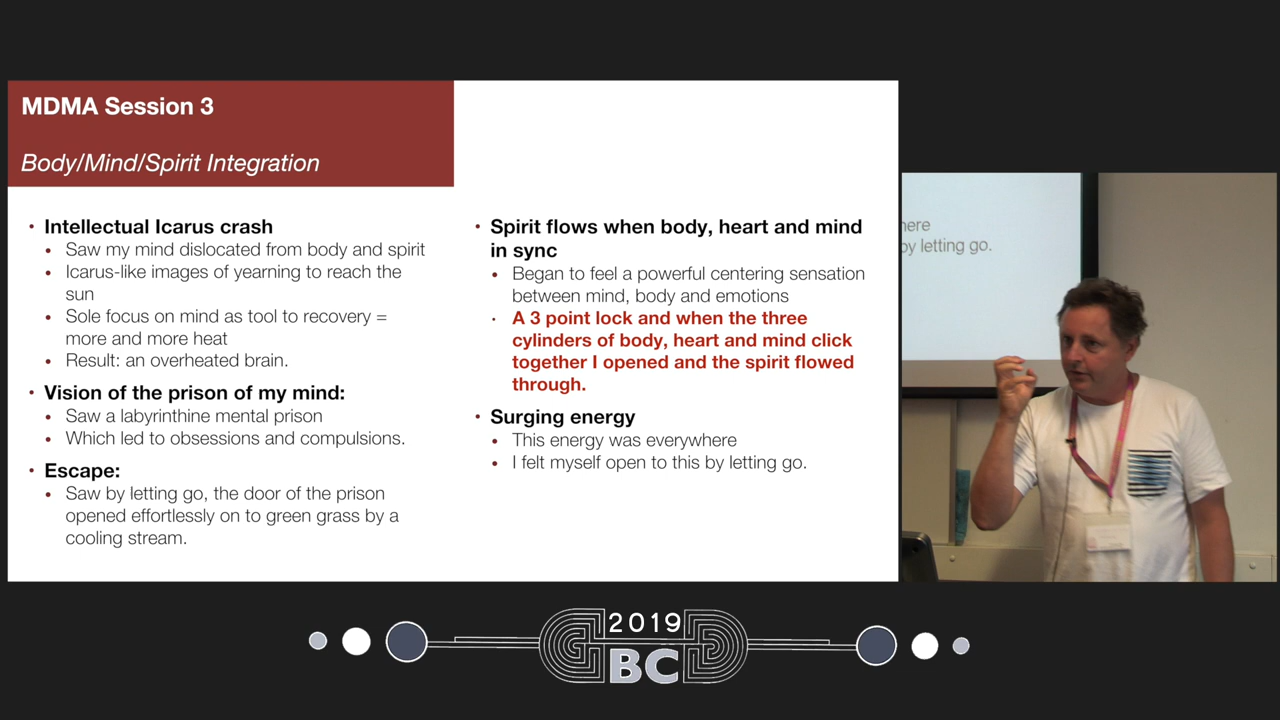 MDMA Session 3
Body/Mind/Spirit Integration
• Intellectual Icarus crash
• Saw my mind dislocated from body and spirit
• Icarus-like images of yearning to reach the
sun
• Sole focus on mind as tool to recovery =
more and more heat
• Result: an overheated brain.
• Vision of the prison of my mind:
• Saw a labyrinthine mental prison
• Which led to obsessions and compulsions.
• Escape:
• Saw by letting go, the door of the prison
opened effortlessly on to green grass by a
cooling stream.
• Spirit flows when body, heart and mind
in sync
• Began to feel a powerful centering sensation
between mind, body and emotions
· A 3 point lock and when the three
cylinders of body, heart and mind click
together I opened and the spirit flowed
through.
• Surging energy
• This energy was everywhere
• I felt myself open to this by letting go.
here
by letting go.
2019
BC